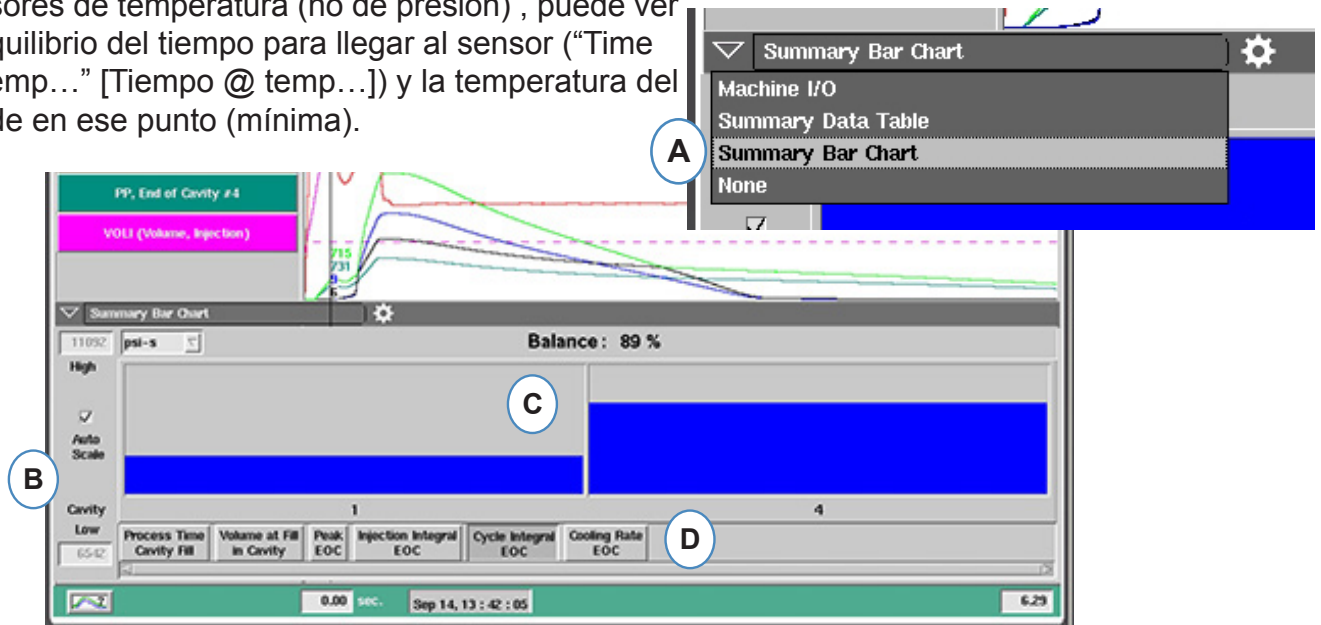 sores de temperatura (no de presión) , puede ver
quilibrio del tiempo para llegar al sensor (“Time
emp…” [Tiempo @ temp…]) y la temperatura del
de en ese punto (mínima).
Summary Bar Chart
Machine I/O
Summary Data Table
Summary Bar Chart
None
A
PP, End of Cavity #4
VOLI (Volume, Injection)
715
731
9
6
Summary Bar Chart
11092 psi-s
Balance : 89 %
High
C
Auto
Scale
B
Cavity 1 4
Low
6542
Process Time
Cavity Fill
Volume at Fill
in Cavity
Peak
EOC
Injection Integral
EOC
Cycle Integral
EOC
Cooling Rate
EOC
D
0.00 sec. Sep 14, 13 : 42 : 05 6.29